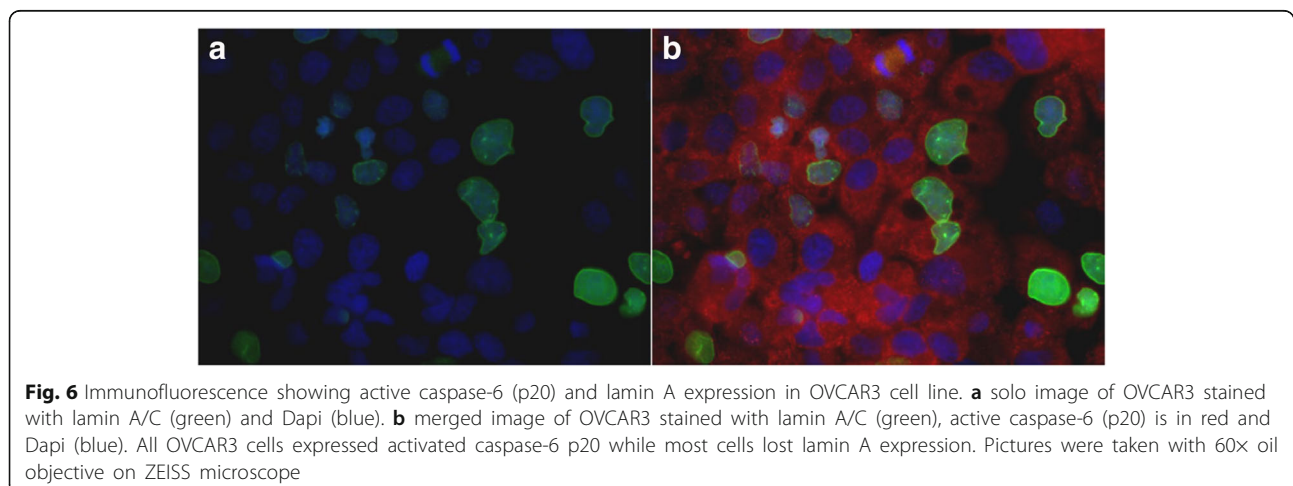 a b
Fig. 6 Immunofluorescence showing active caspase-6 (p20) and lamin A expression in OVCAR3 cell line. a solo image of OVCAR3 stained
with lamin A/C (green) and Dapi (blue). b merged image of OVCAR3 stained with lamin A/C (green), active caspase-6 (p20) is in red and
Dapi (blue). All OVCAR3 cells expressed activated caspase-6 p20 while most cells lost lamin A expression. Pictures were taken with 60× oil
objective on ZEISS microscope